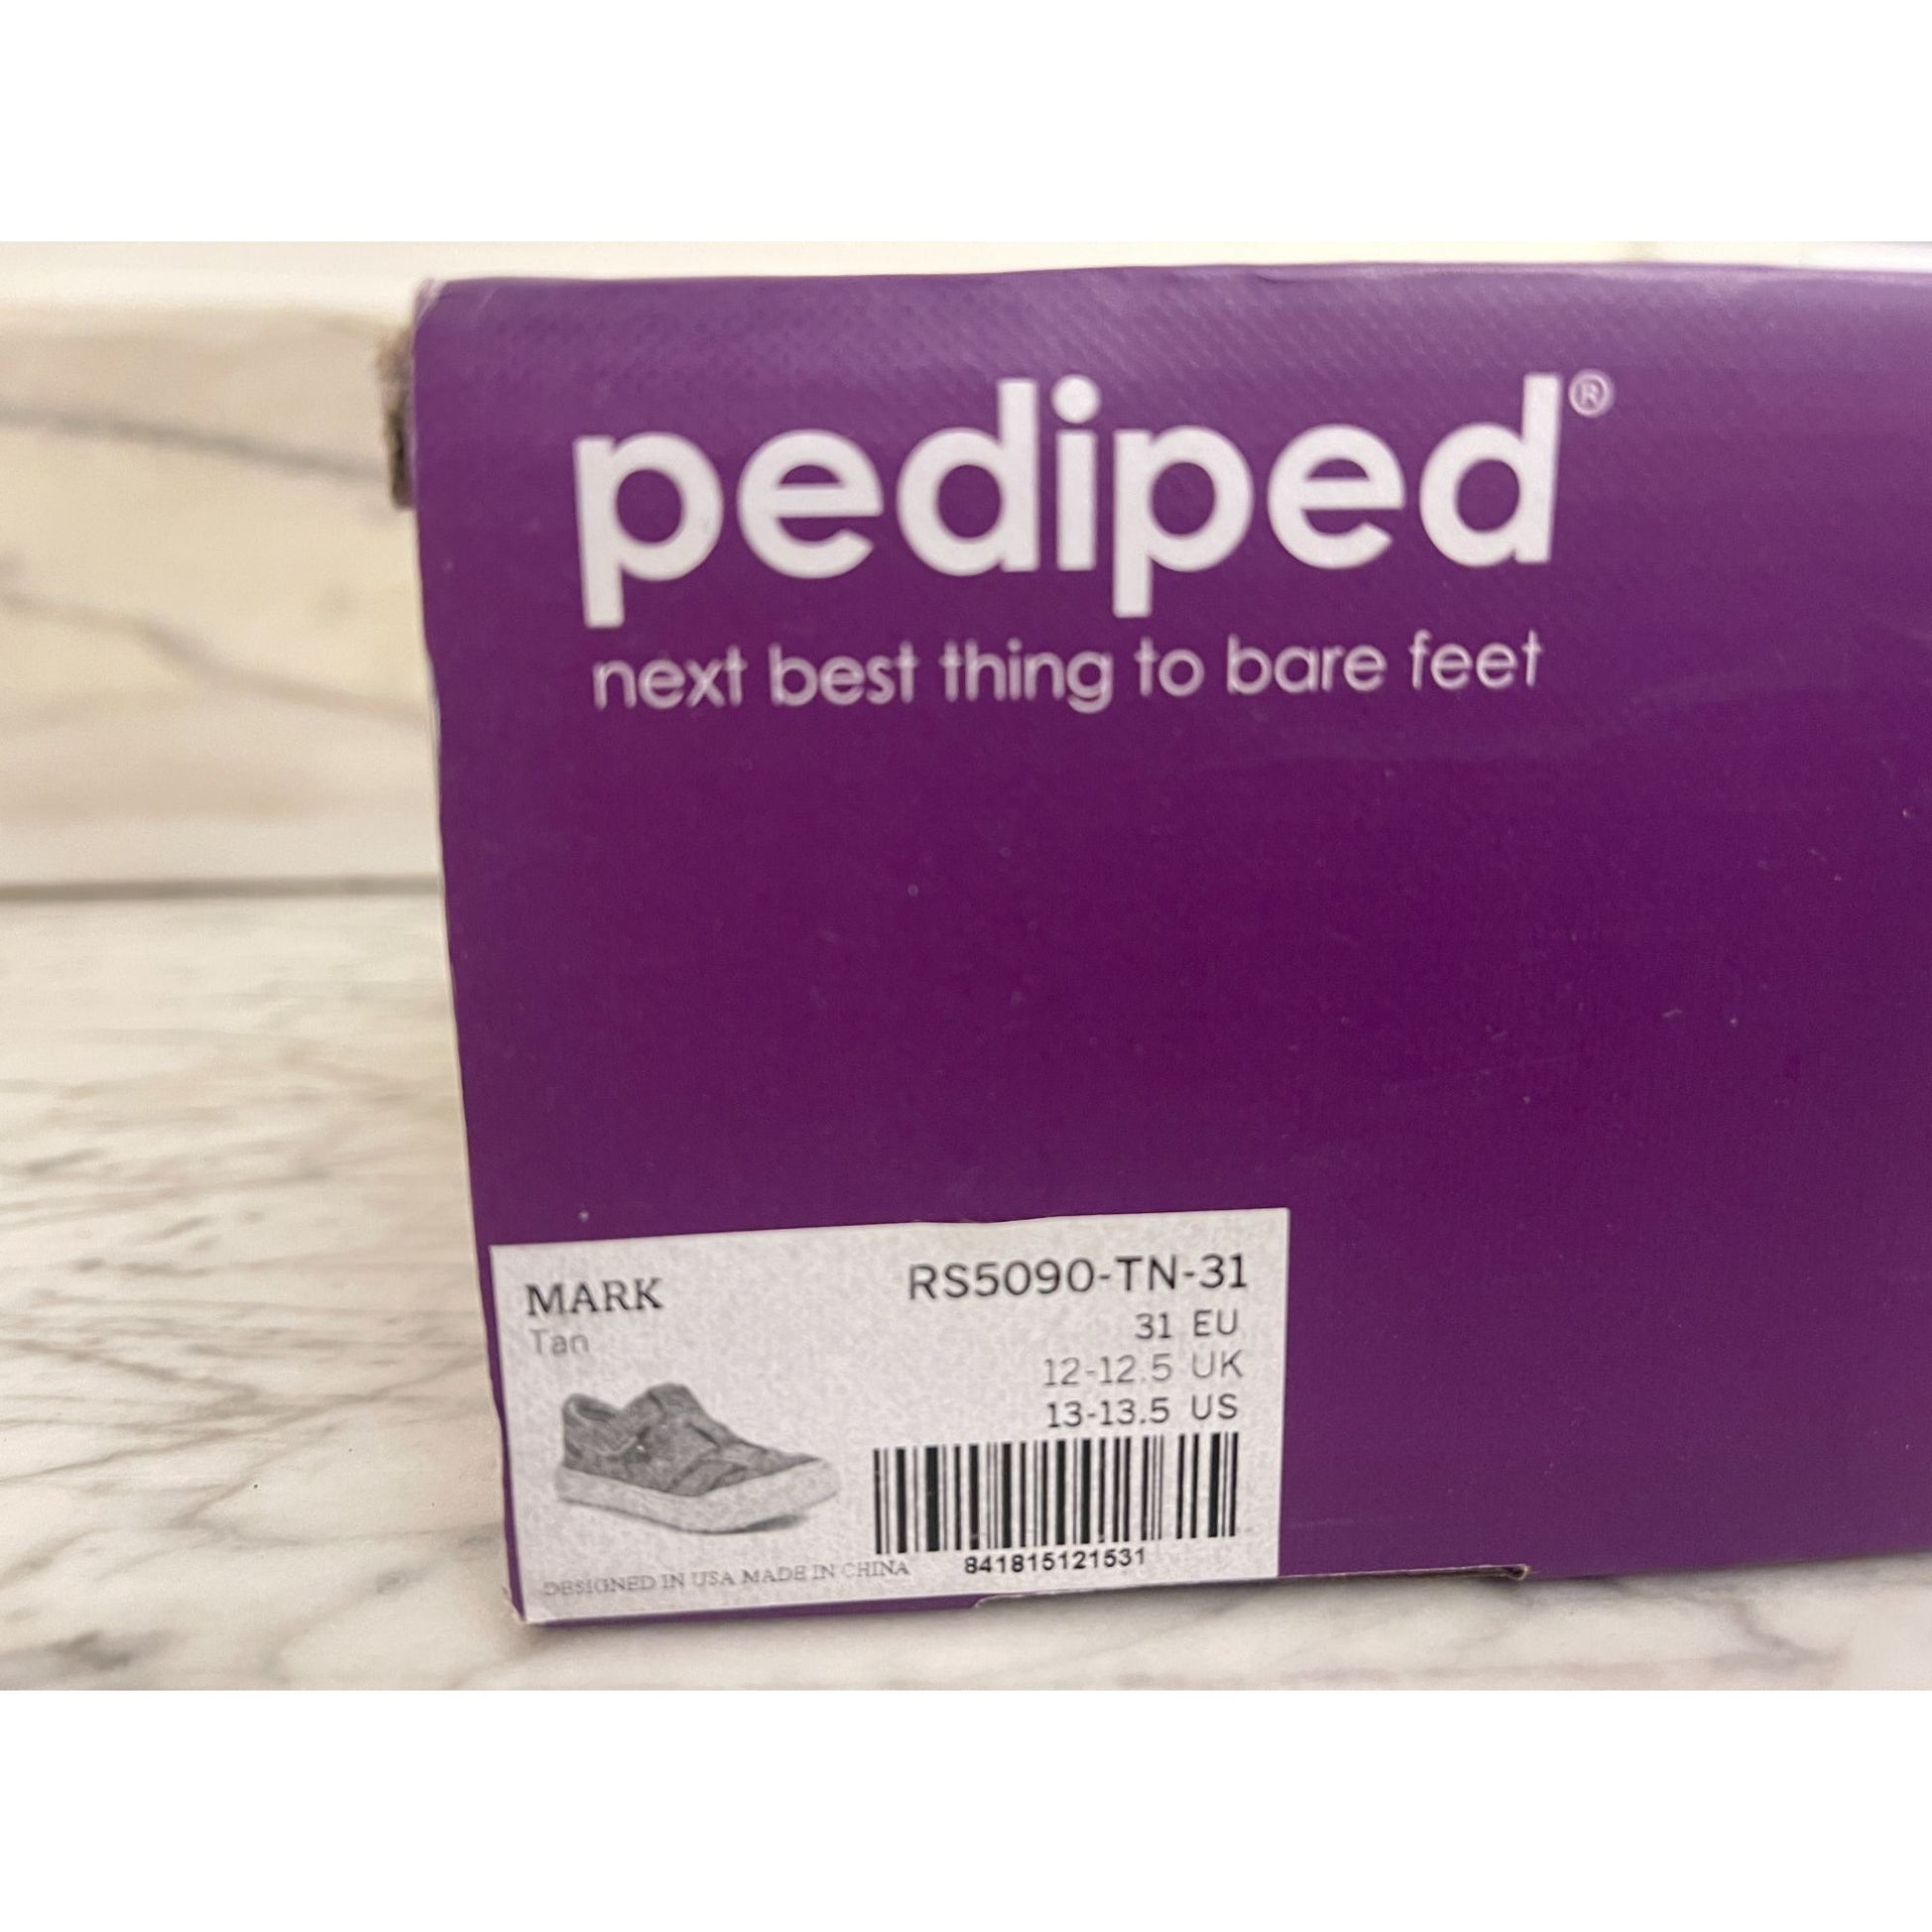 pediped®
next best thing to bare feet
MARK
Tan
RS5090-TN-31
31 EU
12-12.5 UK
13-13.5 US
841815121531
DESIGNED IN USA MADE IN CHINA